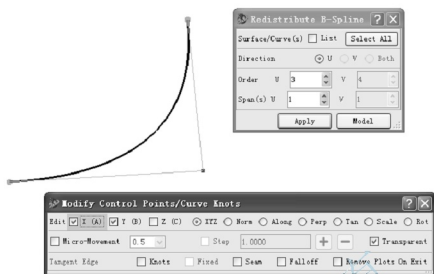 Redistribute B-Spline
Surface/Curve(s) List Select All
Direction U V Both
Order U 3 V 4
Span(s) U 1 V 1
Apply Model
Modify Control Points/Curve Knots
Edit X (A) Y (B) Z (C) XYZ Norm Along Perp Tan Scale Rot
Micro-Movement 0.5 Step 1.0000 + - Transparent
Tangent Edge Knots Fixed Seam Falloff Remove Plots On Exit